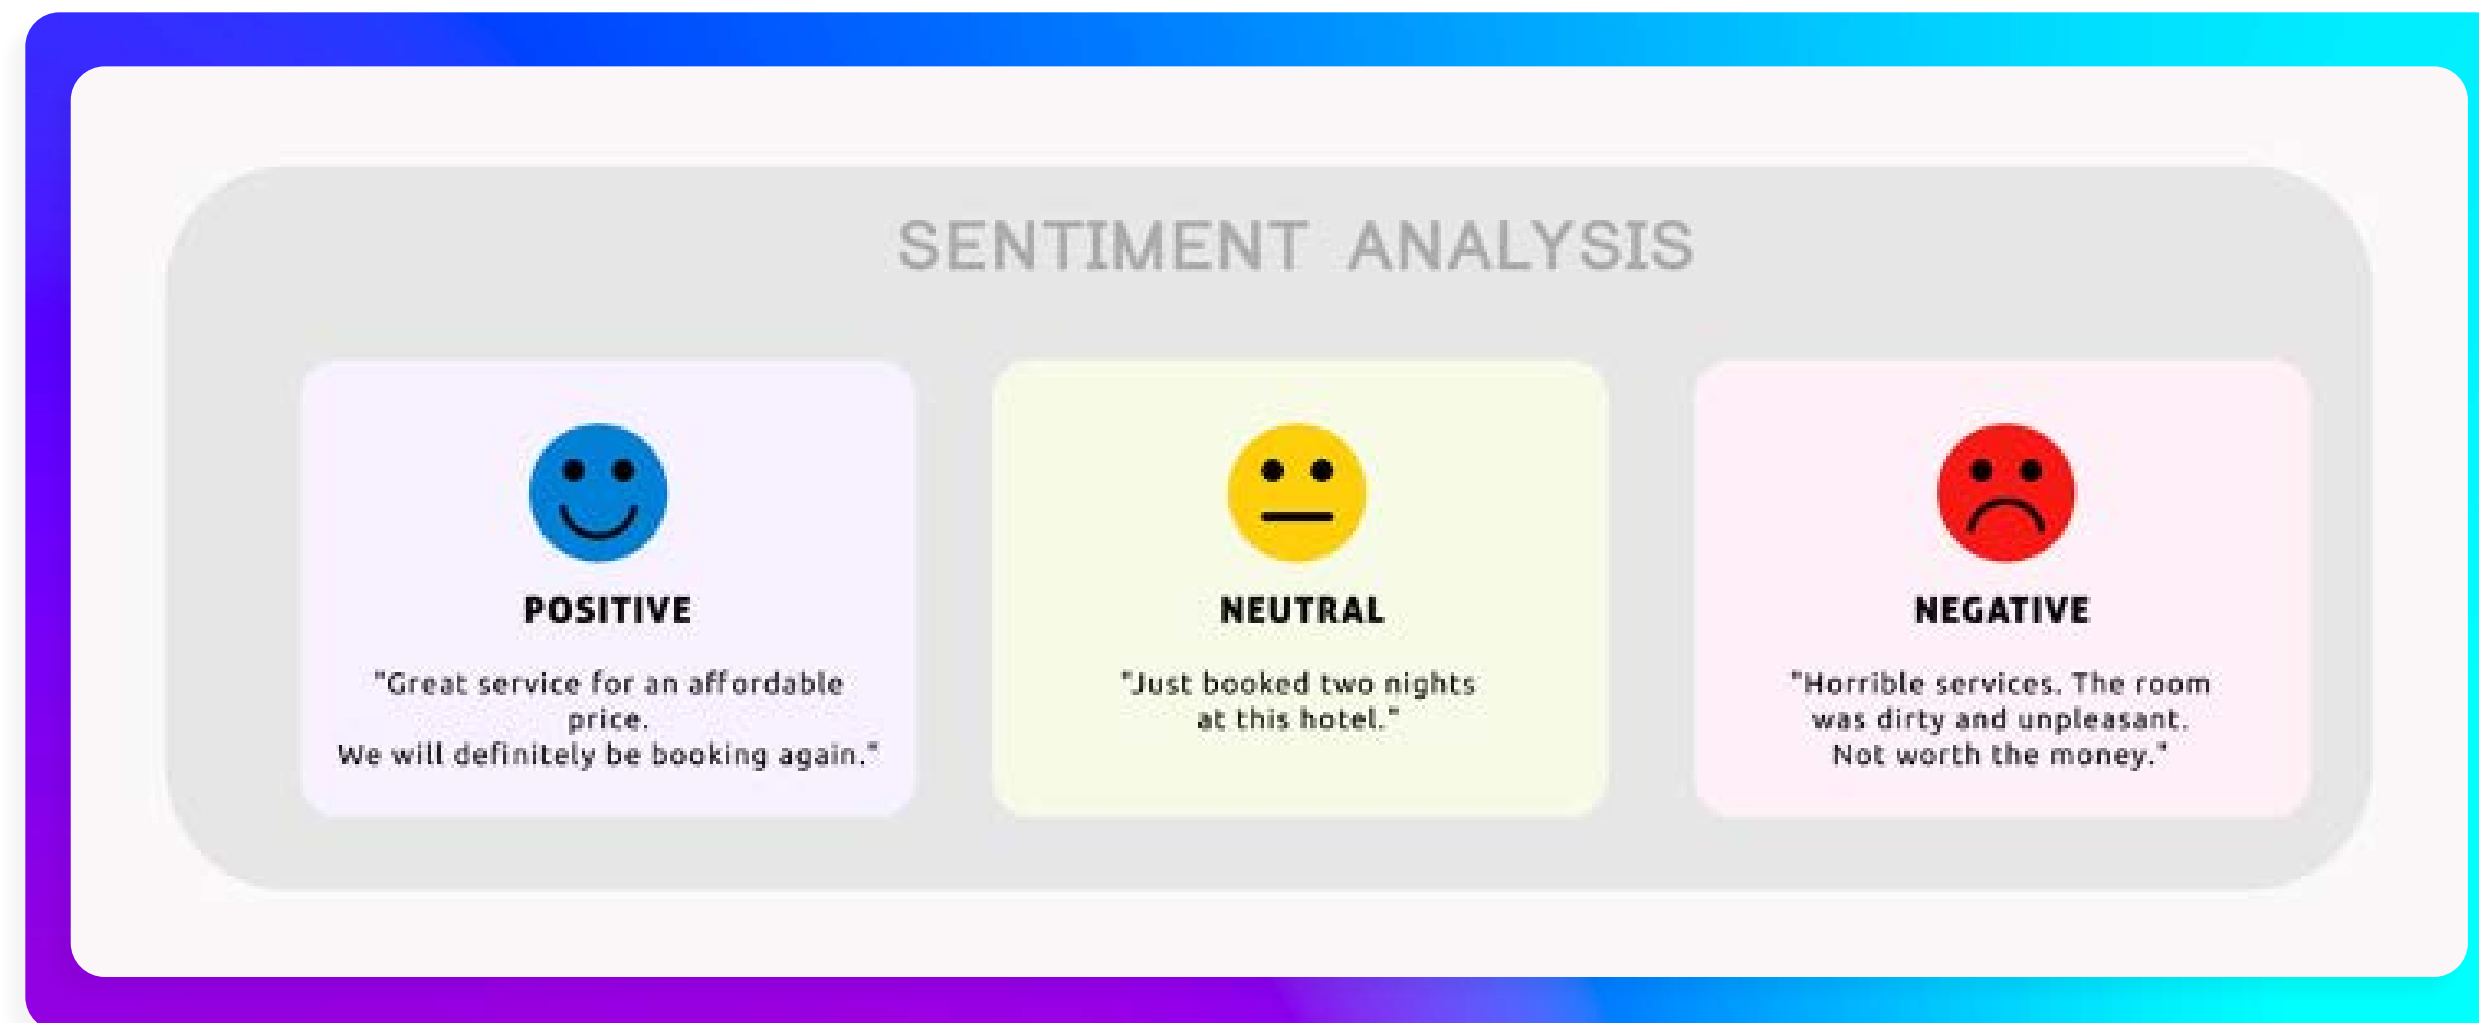 SENTIMENT ANALYSIS
POSITIVE
"Great service for an affordable
price.
We will definitely be booking again."
NEUTRAL
"Just booked two nights
at this hotel."
NEGATIVE
"Horrible services. The room
was dirty and unpleasant.
Not worth the money."